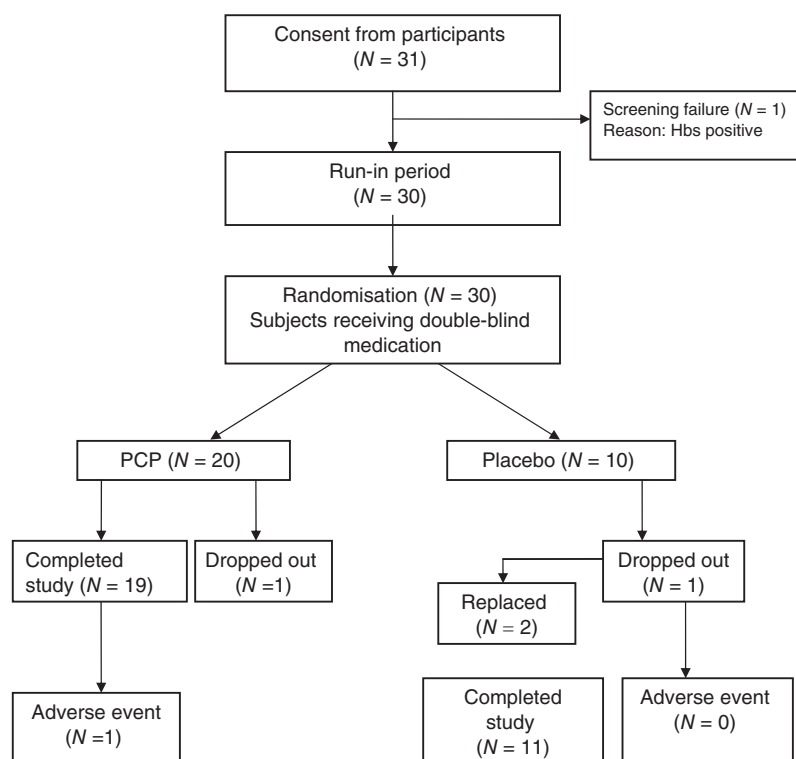 Consent from participants
(N = 31)
Screening failure (N = 1)
Reason: Hbs positive
Run-in period
(N = 30)
Randomisation (N = 30)
Subjects receiving double-blind
medication
PCP (N = 20)
Placebo (N = 10)
Completed
study (N = 19)
Dropped out
(N =1)
Dropped out
(N = 1)
Replaced
(N = 2)
Adverse event
(N =1)
Completed
study
(N = 11)
Adverse event
(N = 0)